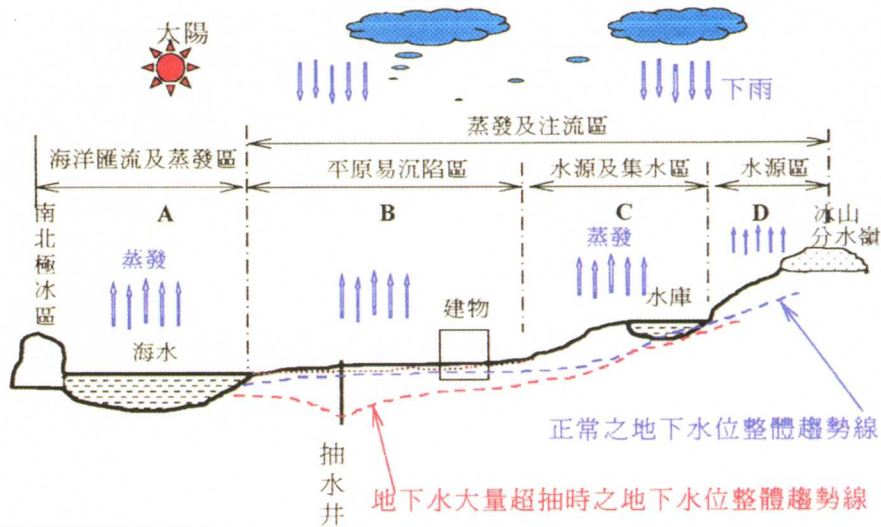 太陽
下雨
蒸發及注流區
海洋匯流及蒸發區
平原易沉陷區
水源及集水區
水源區
A
B
C
D
南北極冰區
冰山
分水嶺
蒸發
蒸發
建物
水庫
海水
正常之地下水位整體趨勢線
抽水井
地下水大量超抽時之地下水位整體趨勢線